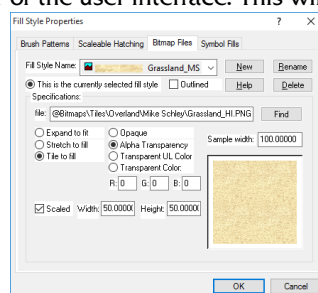 of the user interface. This wil
Fill Style Properties ? ×
Brush Patterns Scaleable Hatching Bitmap Files Symbol Fills
Fill Style Name: Grassland_MS New Rename
This is the currently selected fill style Outlined Help Delete
Specifications:
file: @Bitmaps\Tiles\Overland\Mike Schley\Grassland_HI.PNG Find
Expand to fit Opaque
Stretch to fill Alpha Transparency Sample width: 100.00000
Tile to fill Transparent UL Color
Transparent Color:
R: 0 G: 0 B: 0
Scaled Width: 50.0000 Height: 50.0000
OK Cancel